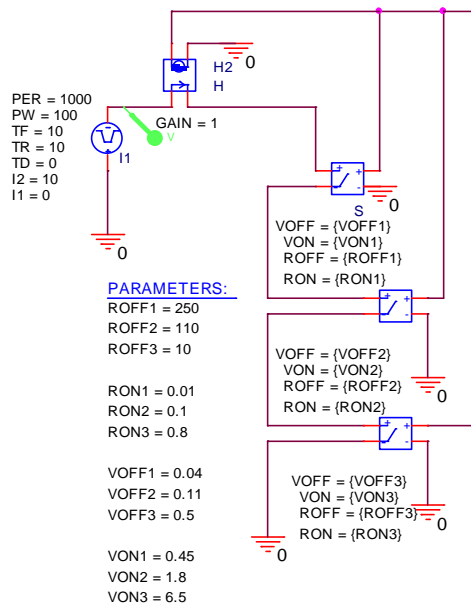 H2
H
0
PER = 1000
PW = 100
TF = 10
TR = 10
TD = 0
I2 = 10
I1 = 0
I1
V
GAIN = 1
+
-
+
-
S
0
0
VOFF = {VOFF1}
VON = {VON1}
ROFF = {ROFF1}
RON = {RON1}
PARAMETERS:
ROFF1 = 250
ROFF2 = 110
ROFF3 = 10
RON1 = 0.01
RON2 = 0.1
RON3 = 0.8
VOFF1 = 0.04
VOFF2 = 0.11
VOFF3 = 0.5
VON1 = 0.45
VON2 = 1.8
VON3 = 6.5
+
-
+
-
0
VOFF = {VOFF2}
VON = {VON2}
ROFF = {ROFF2}
RON = {RON2}
+
-
+
-
0
0
VOFF = {VOFF3}
VON = {VON3}
ROFF = {ROFF3}
RON = {RON3}